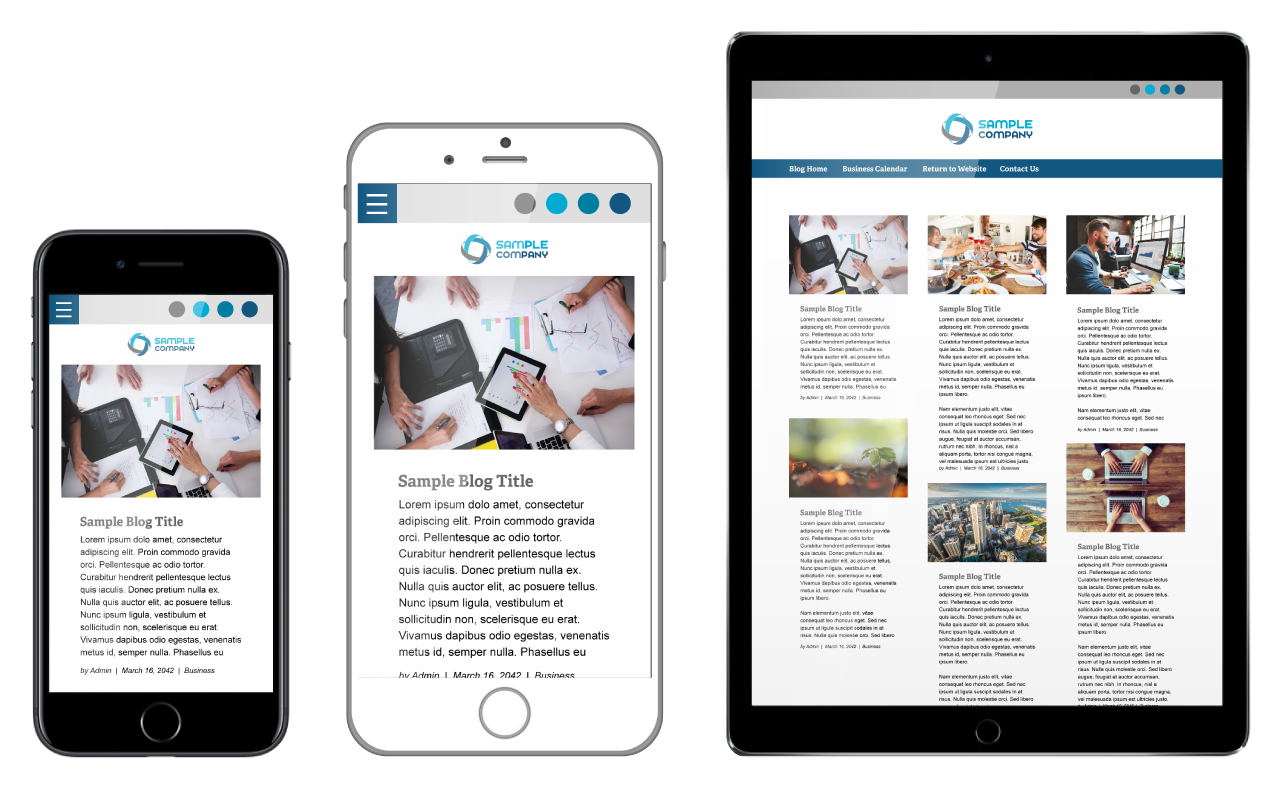 SAMPLE
COMPANY
Sample Blog Title
Lorem ipsum dolo amet, consectetur
adipiscing elit. Proin commodo gravida
orci. Pellentesque ac odio tortor.
Curabitur hendrerit pellentesque lectus
quis iaculis. Donec pretium nulla ex.
Nulla quis auctor elit, ac posuere tellus.
Nunc ipsum ligula, vestibulum et
sollicitudin non, scelerisque eu erat.
Vivamus dapibus odio egestas, venenatis
metus id, semper nulla. Phasellus eu
by Admin | March 16, 2042 | Business
SAMPLE
COMPANY
Sample Blog Title
Lorem ipsum dolo amet, consectetur
adipiscing elit. Proin commodo gravida
orci. Pellentesque ac odio tortor.
Curabitur hendrerit pellentesque lectus
quis iaculis. Donec pretium nulla ex.
Nulla quis auctor elit, ac posuere tellus.
Nunc ipsum ligula, vestibulum et
sollicitudin non, scelerisque eu erat.
Vivamus dapibus odio egestas, venenatis
metus id, semper nulla. Phasellus eu
by Admin | March 16, 2042 | Business
SAMPLE
COMPANY
Blog Home Business Calendar Return to Website Contact Us
Sample Blog Title
Lorem ipsum dolo amet, consectetur
adipiscing elit. Proin commodo gravida
orci. Pellentesque ac odio tortor.
Curabitur hendrerit pellentesque lectus
quis iaculis. Donec pretium nulla ex.
Nulla quis auctor elit, ac posuere tellus.
Nunc ipsum ligula, vestibulum et
sollicitudin non, scelerisque eu erat.
Vivamus dapibus odio egestas, venenatis
metus id, semper nulla. Phasellus eu
by Admin | March 16, 2042 | Business
Sample Blog Title
Lorem ipsum dolo amet, consectetur
adipiscing elit. Proin commodo gravida
orci. Pellentesque ac odio tortor.
Curabitur hendrerit pellentesque lectus
quis iaculis. Donec pretium nulla ex.
Nulla quis auctor elit, ac posuere tellus.
Nunc ipsum ligula, vestibulum et
sollicitudin non, scelerisque eu erat.
Vivamus dapibus odio egestas, venenatis
metus id, semper nulla. Phasellus eu
ipsum libero.
Nam elementum justo elit, vitae
consequat leo rhoncus eget. Sed nec
ipsum ut ligula suscipit sodales in at
risus. Nulla quis molestie orci. Sed libero
by Admin | March 16, 2042 | Business
Sample Blog Title
Lorem ipsum dolo amet, consectetur
adipiscing elit. Proin commodo gravida
orci. Pellentesque ac odio tortor.
Curabitur hendrerit pellentesque lectus
quis iaculis. Donec pretium nulla ex.
Nulla quis auctor elit, ac posuere tellus.
Nunc ipsum ligula, vestibulum et
sollicitudin non, scelerisque eu erat.
Vivamus dapibus odio egestas, venenatis
metus id, semper nulla. Phasellus eu
ipsum libero.
Nam elementum justo elit, vitae
consequat leo rhoncus eget. Sed nec
ipsum ut ligula suscipit sodales in at
risus. Nulla quis molestie orci. Sed libero
augue, feugiat at auctor accumsan,
rutrum nec nibh. In rhoncus, nisl a
aliquam porta, tortor nisi congue magna,
vel malesuada ipsum est ultricies justo.
by Admin | March 16, 2042 | Business
Sample Blog Title
Lorem ipsum dolo amet, consectetur
adipiscing elit. Proin commodo gravida
orci. Pellentesque ac odio tortor.
Curabitur hendrerit pellentesque lectus
quis iaculis. Donec pretium nulla ex.
Nulla quis auctor elit, ac posuere tellus.
Nunc ipsum ligula, vestibulum et
sollicitudin non, scelerisque eu erat.
Vivamus dapibus odio egestas, venenatis
metus id, semper nulla. Phasellus eu
ipsum libero.
Nam elementum justo elit, vitae
consequat leo rhoncus eget. Sed nec
ipsum ut ligula suscipit sodales in at
risus. Nulla quis molestie orci. Sed libero
Sample Blog Title
Lorem ipsum dolo amet, consectetur
adipiscing elit. Proin commodo gravida
orci. Pellentesque ac odio tortor.
Curabitur hendrerit pellentesque lectus
quis iaculis. Donec pretium nulla ex.
Nulla quis auctor elit, ac posuere tellus.
Nunc ipsum ligula, vestibulum et
sollicitudin non, scelerisque eu erat.
Vivamus dapibus odio egestas, venenatis
metus id, semper nulla. Phasellus eu
ipsum libero.
Nam elementum justo elit, vitae
consequat leo rhoncus eget. Sed nec
by Admin | March 16, 2042 | Business
Sample Blog Title
Lorem ipsum dolo amet, consectetur
adipiscing elit. Proin commodo gravida
orci. Pellentesque ac odio tortor.
Curabitur hendrerit pellentesque lectus
quis iaculis. Donec pretium nulla ex.
Nulla quis auctor elit, ac posuere tellus.
Nunc ipsum ligula, vestibulum et
sollicitudin non, scelerisque eu erat.
Vivamus dapibus odio egestas, venenatis
metus id, semper nulla. Phasellus eu
ipsum libero.
Nam elementum justo elit, vitae
consequat leo rhoncus eget. Sed nec
ipsum ut ligula suscipit sodales in at
risus. Nulla quis molestie orci. Sed libero
augue, feugiat at auctor accumsan,
rutrum nec nibh. In rhoncus, nisl a
aliquam porta, tortor nisi congue magna,
vel malesuada ipsum est ultricies justo.